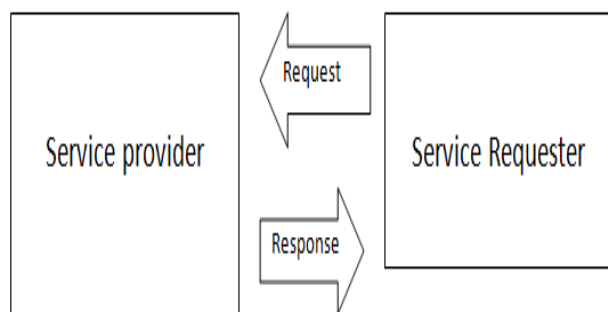 Request
Service provider
Service Requester
Response